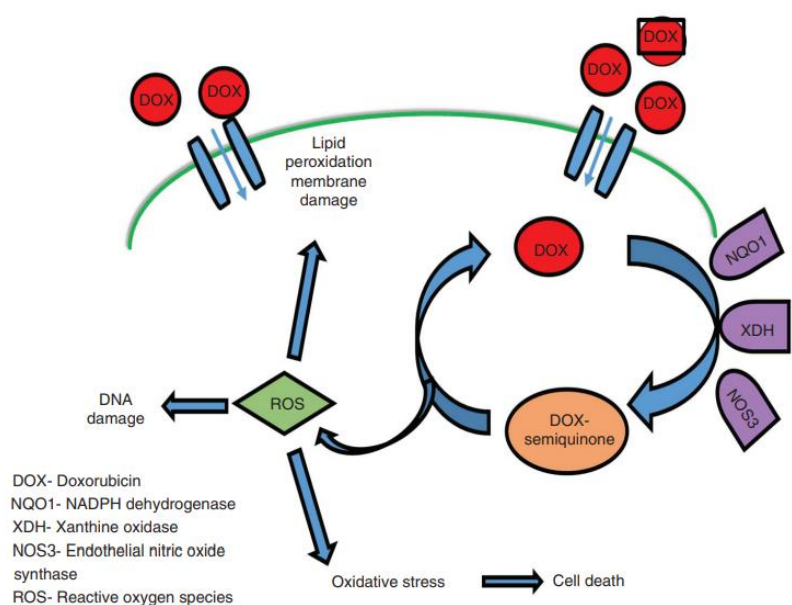 DOX
DOX
DOX
DOX
DOX
Lipid
peroxidation
membrane
damage
DOX
NQO1
XDH
NOS3
DOX-
semiquinone
ROS
DNA
damage
Oxidative stress
Cell death
DOX- Doxorubicin
NQO1- NADPH dehydrogenase
XDH- Xanthine oxidase
NOS3- Endothelial nitric oxide
synthase
ROS- Reactive oxygen species